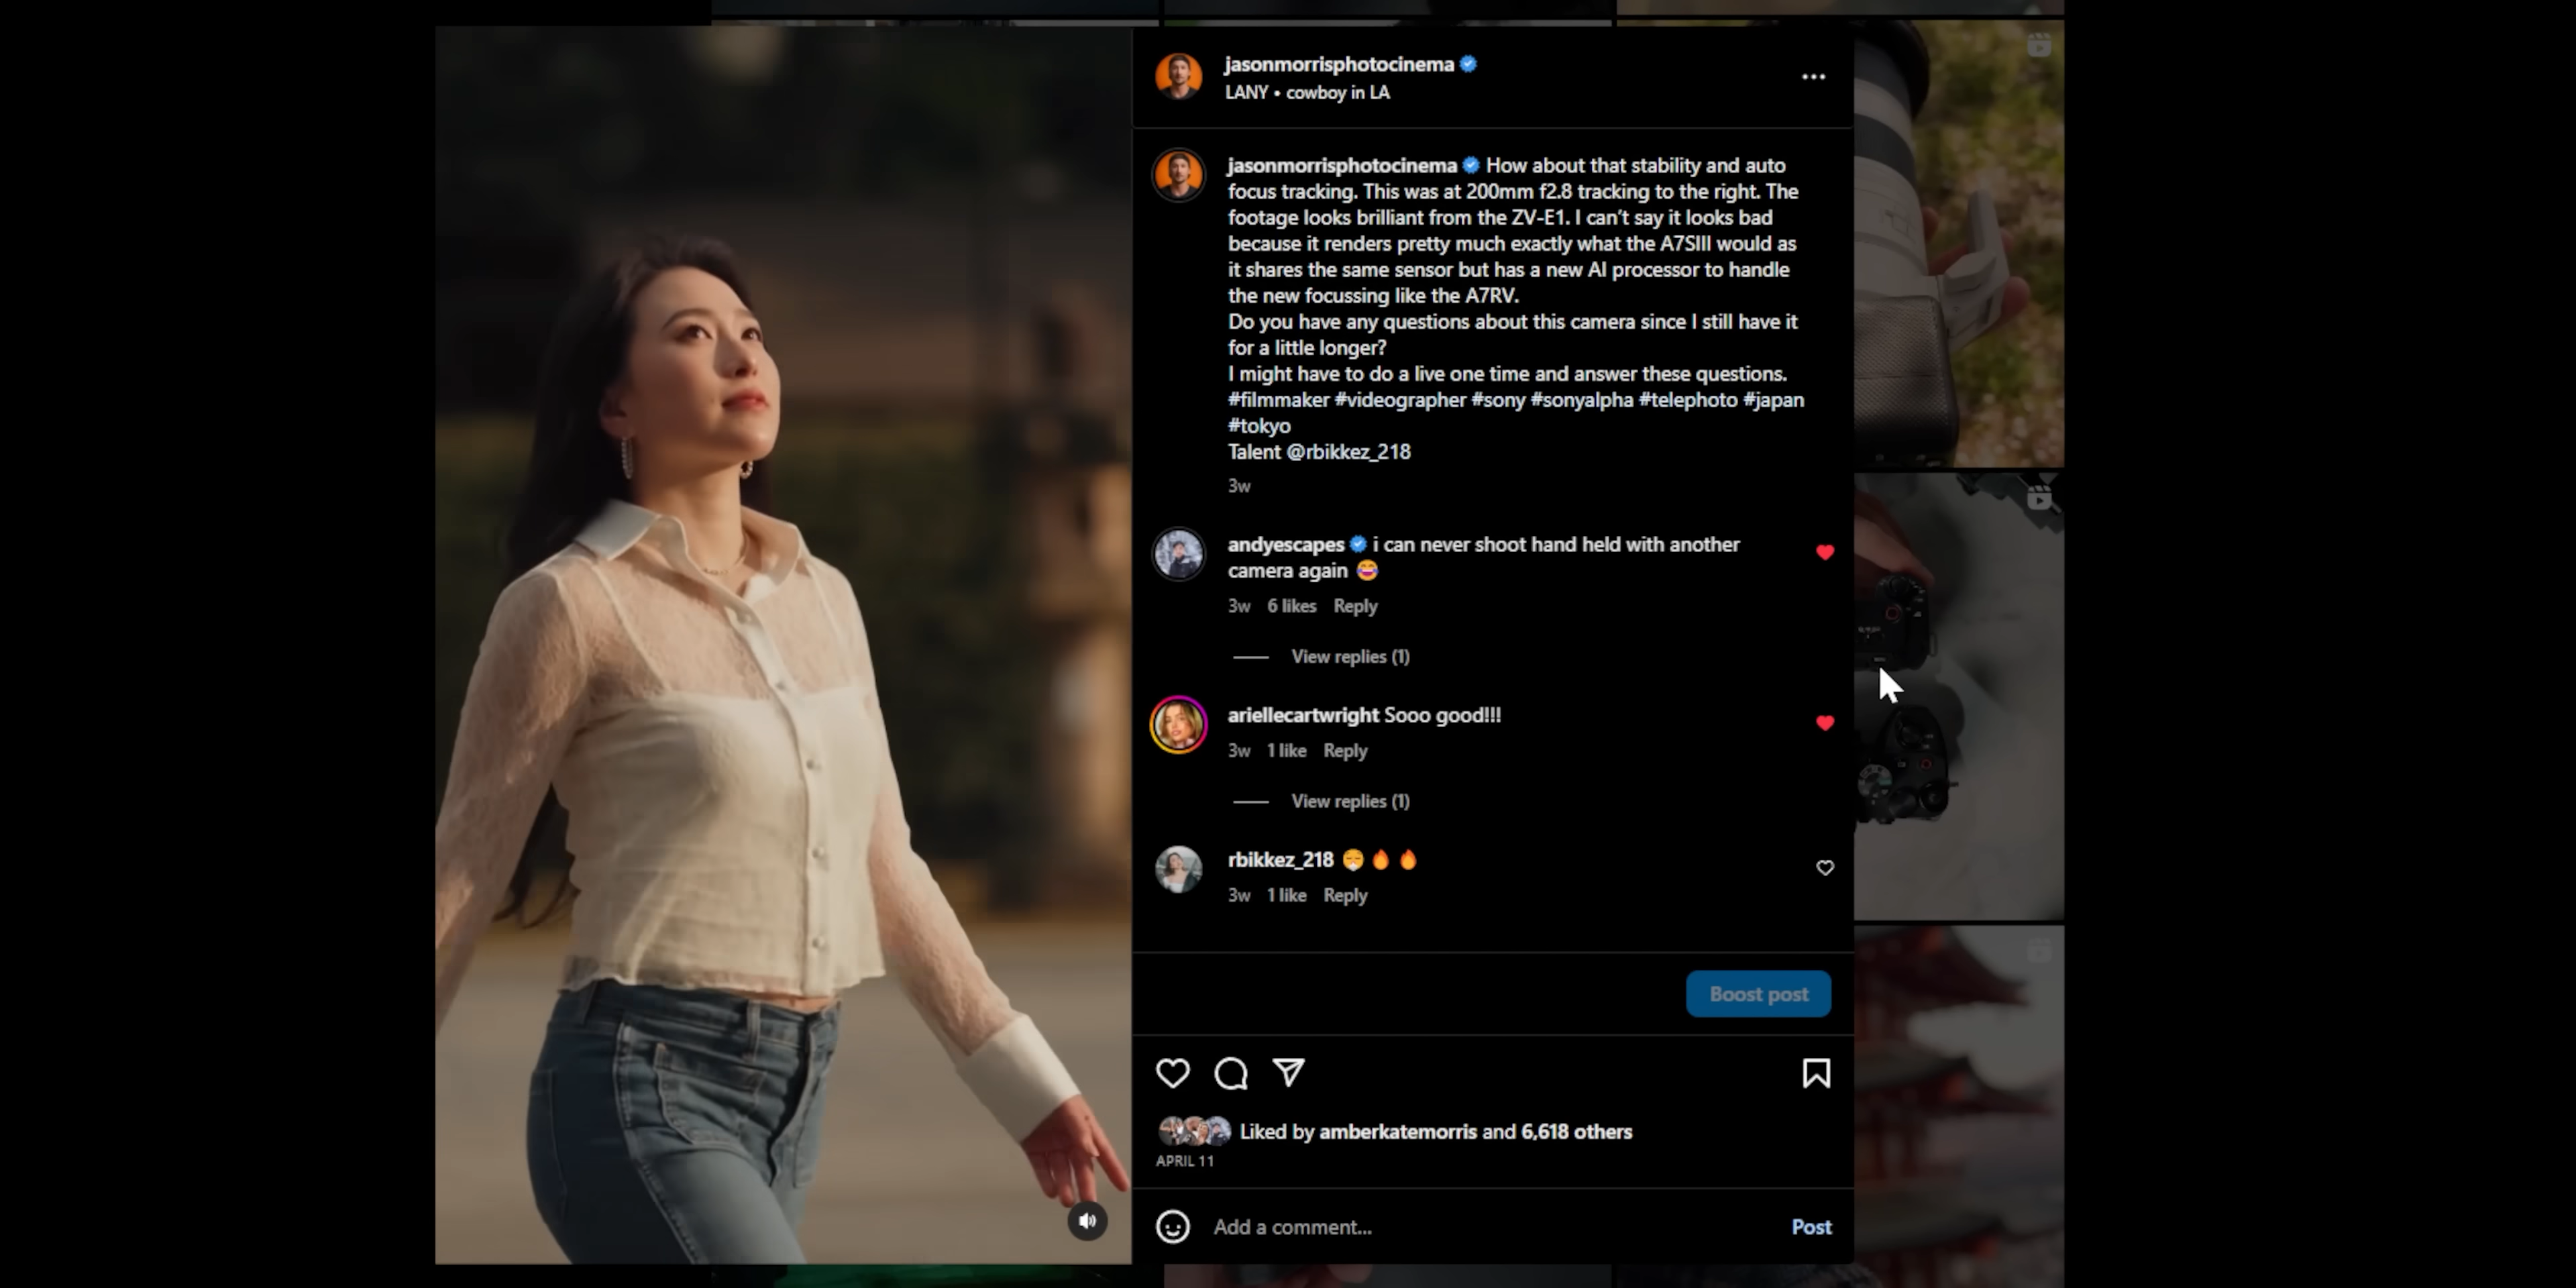 jasonmorrisphotocinema
LANY • cowboy in LA
jasonmorrisphotocinema How about that stability and auto
focus tracking. This was at 200mm f2.8 tracking to the right. The
footage looks brilliant from the ZV-E1. I can't say it looks bad
because it renders pretty much exactly what the A7SIII would as
it shares the same sensor but has a new AI processor to handle
the new focussing like the A7RV.
Do you have any questions about this camera since I still have it
for a little longer?
I might have to do a live one time and answer these questions.
#filmmaker #videographer #sony #sonyalpha #telephoto #japan
#tokyo
Talent @rbikkez_218
3w
andyescapes i can never shoot hand held with another
camera again 😂
3w 6 likes Reply
View replies (1)
ariellecartwright Sooo good!!!
3w 1 like Reply
View replies (1)
rbikkez_218 😤🔥🔥
3w 1 like Reply
Boost post
Liked by amberkatemorris and 6,618 others
APRIL 11
Add a comment... Post